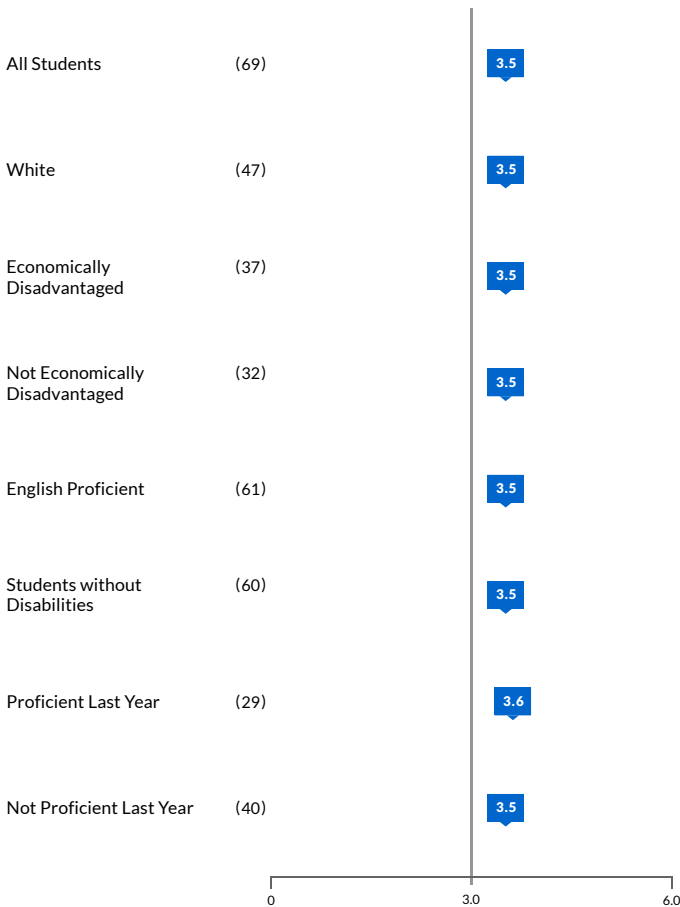 All Students (69) 3.5
White (47) 3.5
Economically (37) 3.5
Disadvantaged
Not Economically (32) 3.5
Disadvantaged
English Proficient (61) 3.5
Students without (60) 3.5
Disabilities
Proficient Last Year (29) 3.6
Not Proficient Last Year (40) 3.5
0 3.0 6.0